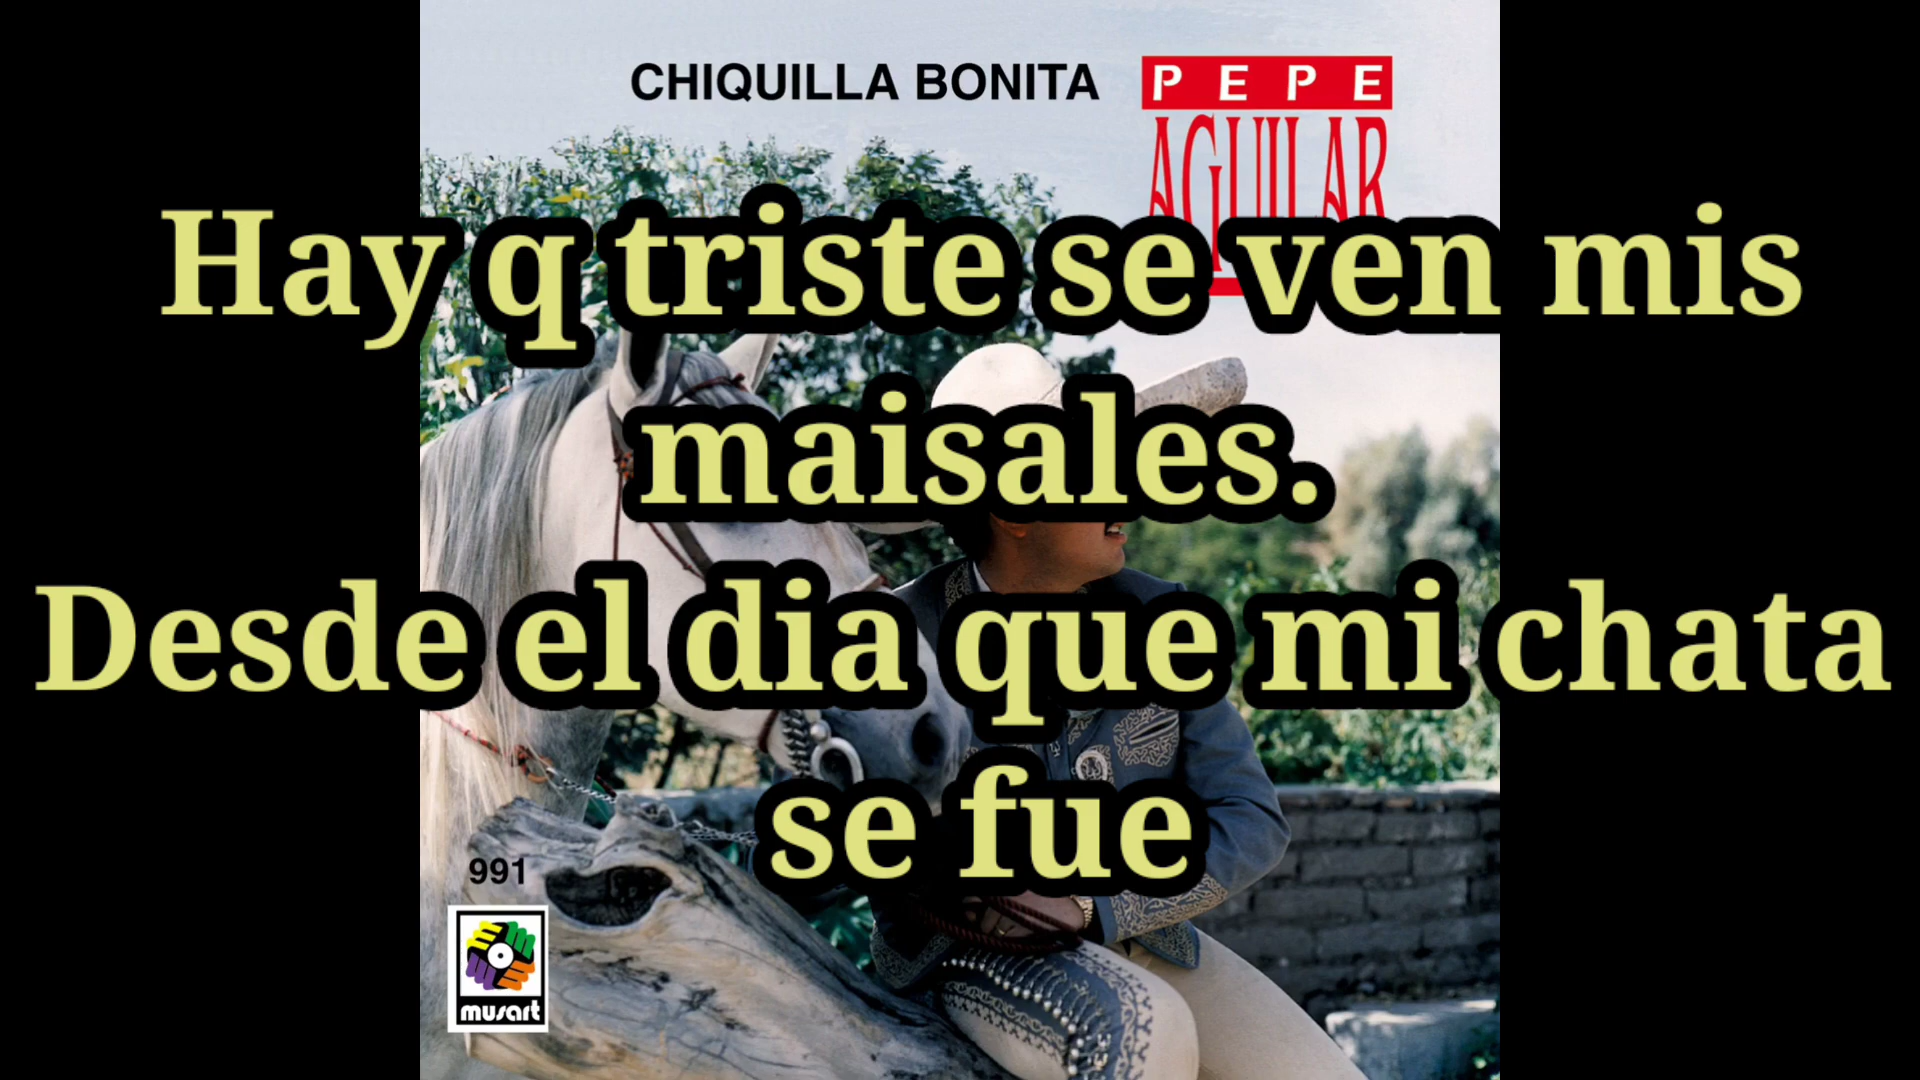 CHIQUILLA BONITA
PEPE
AGUILAR
Hay q triste se ven mis
maisales.
Desde el dia que mi chata
se fue
991
musart